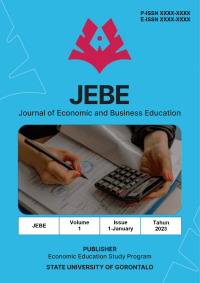 P-ISSN XXXX-XXXX
E-ISSN XXXX-XXXX
JEBE
Journal of Economic and Business Education
JEBE
Volume
1
Issue
1-January
Tahun
2023
PUBLISHER
Economic Education Study Program
STATE UNIVERSITY OF GORONTALO